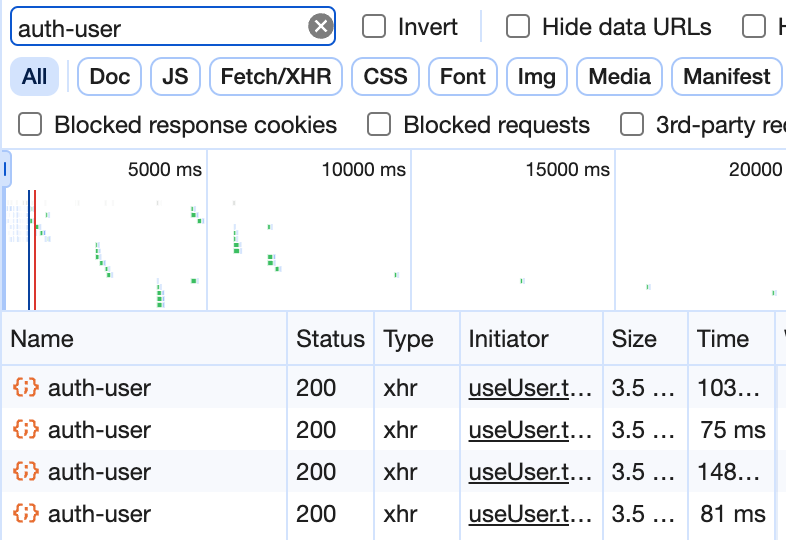 auth-user Invert Hide data URLs
All Doc JS Fetch/XHR CSS Font Img Media Manifest
Blocked response cookies Blocked requests 3rd-party
5000 ms 10000 ms 15000 ms 20000
Name Status Type Initiator Size Time
auth-user 200 xhr useUser.t… 3.5 … 103…
auth-user 200 xhr useUser.t… 3.5 … 75 ms
auth-user 200 xhr useUser.t… 3.5 … 148…
auth-user 200 xhr useUser.t… 3.5 … 81 ms